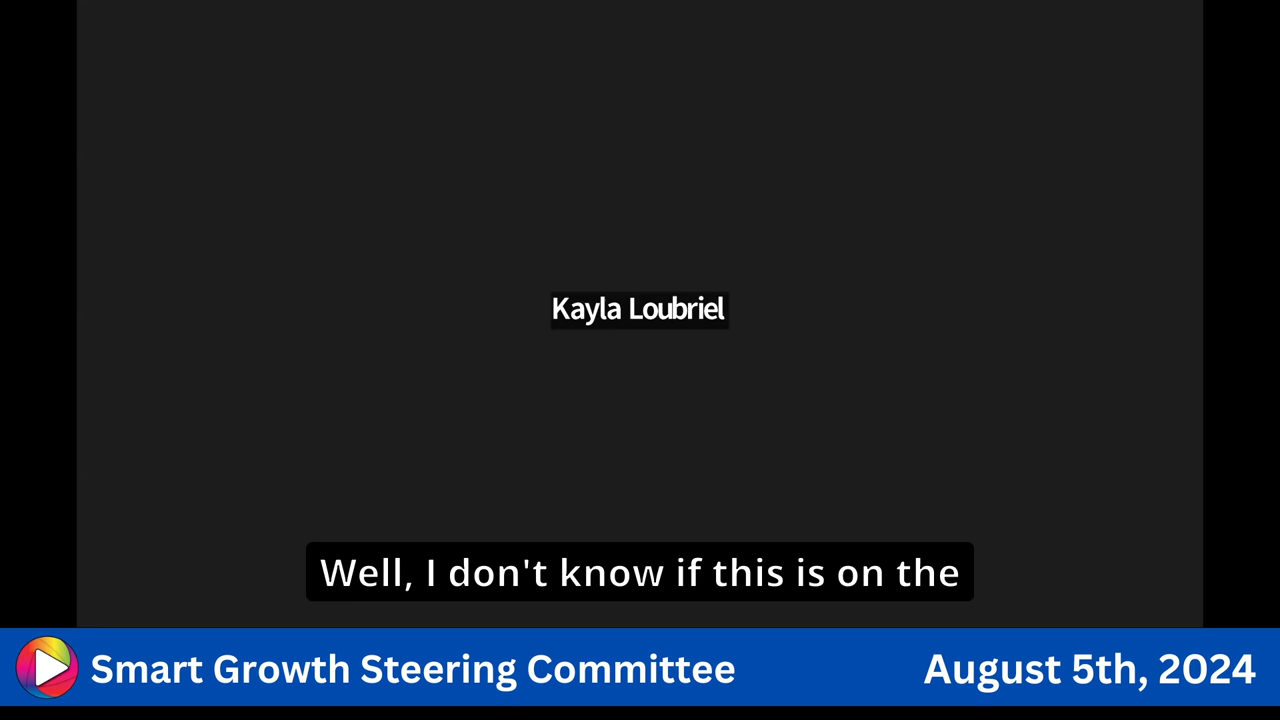 Kayla Loubriel
Well, I don't know if this is on the
Smart Growth Steering Committee
August 5th, 2024